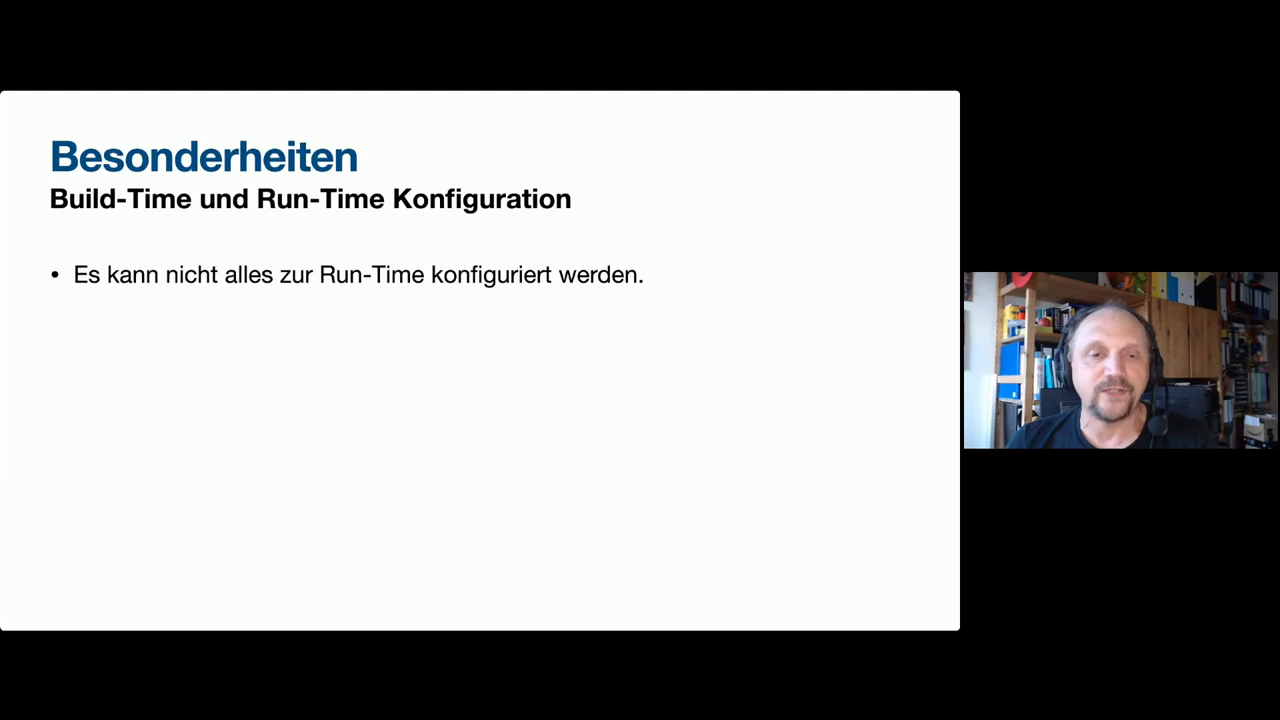 Besonderheiten
Build-Time und Run-Time Konfiguration
• Es kann nicht alles zur Run-Time konfiguriert werden.